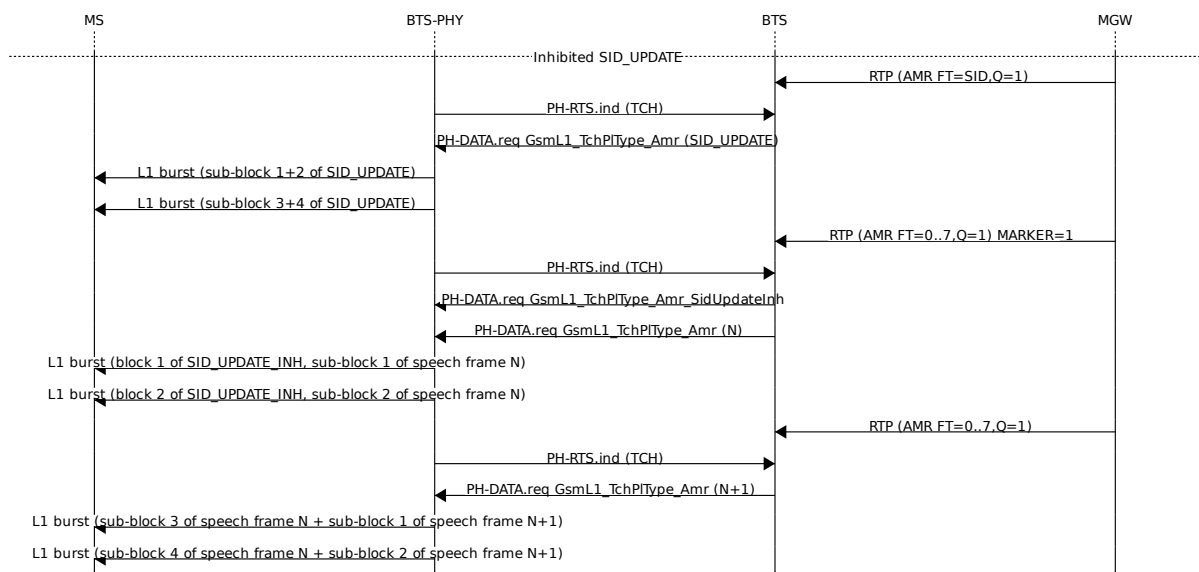 MS BTS-PHY BTS MGW
Inhibited SID_UPDATE
RTP (AMR FT=SID,Q=1)
PH-RTS.ind (TCH)
PH-DATA.req GsmL1_TchPlType_Amr (SID_UPDATE)
L1 burst (sub-block 1+2 of SID_UPDATE)
L1 burst (sub-block 3+4 of SID_UPDATE)
RTP (AMR FT=0..7,Q=1) MARKER=1
PH-RTS.ind (TCH)
PH-DATA.req GsmL1_TchPlType_Amr_SidUpdateInh
PH-DATA.req GsmL1_TchPlType_Amr (N)
L1 burst (block 1 of SID_UPDATE_INH, sub-block 1 of speech frame N)
L1 burst (block 2 of SID_UPDATE_INH, sub-block 2 of speech frame N)
RTP (AMR FT=0..7,Q=1)
PH-RTS.ind (TCH)
PH-DATA.req GsmL1_TchPlType_Amr (N+1)
L1 burst (sub-block 3 of speech frame N + sub-block 1 of speech frame N+1)
L1 burst (sub-block 4 of speech frame N + sub-block 2 of speech frame N+1)